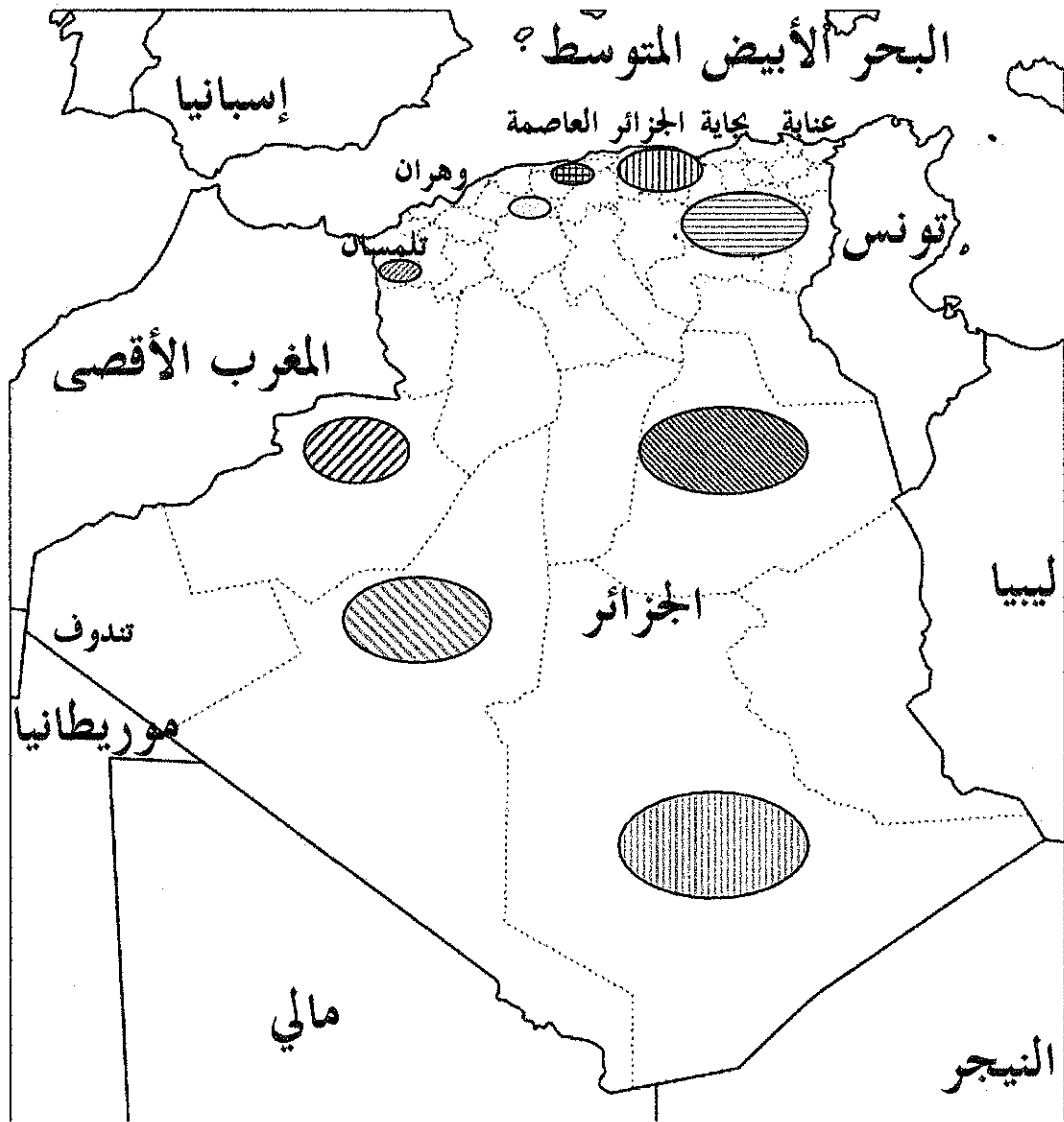 البحر الأبيض المتوسط
إسبانيا
عنابة بجاية الجزائر العاصمة
وهران
تلمسان
تونس
المغرب الأقصى
ليبيا
الجزائر
تندوف
موريطانيا
مالي
النيجر